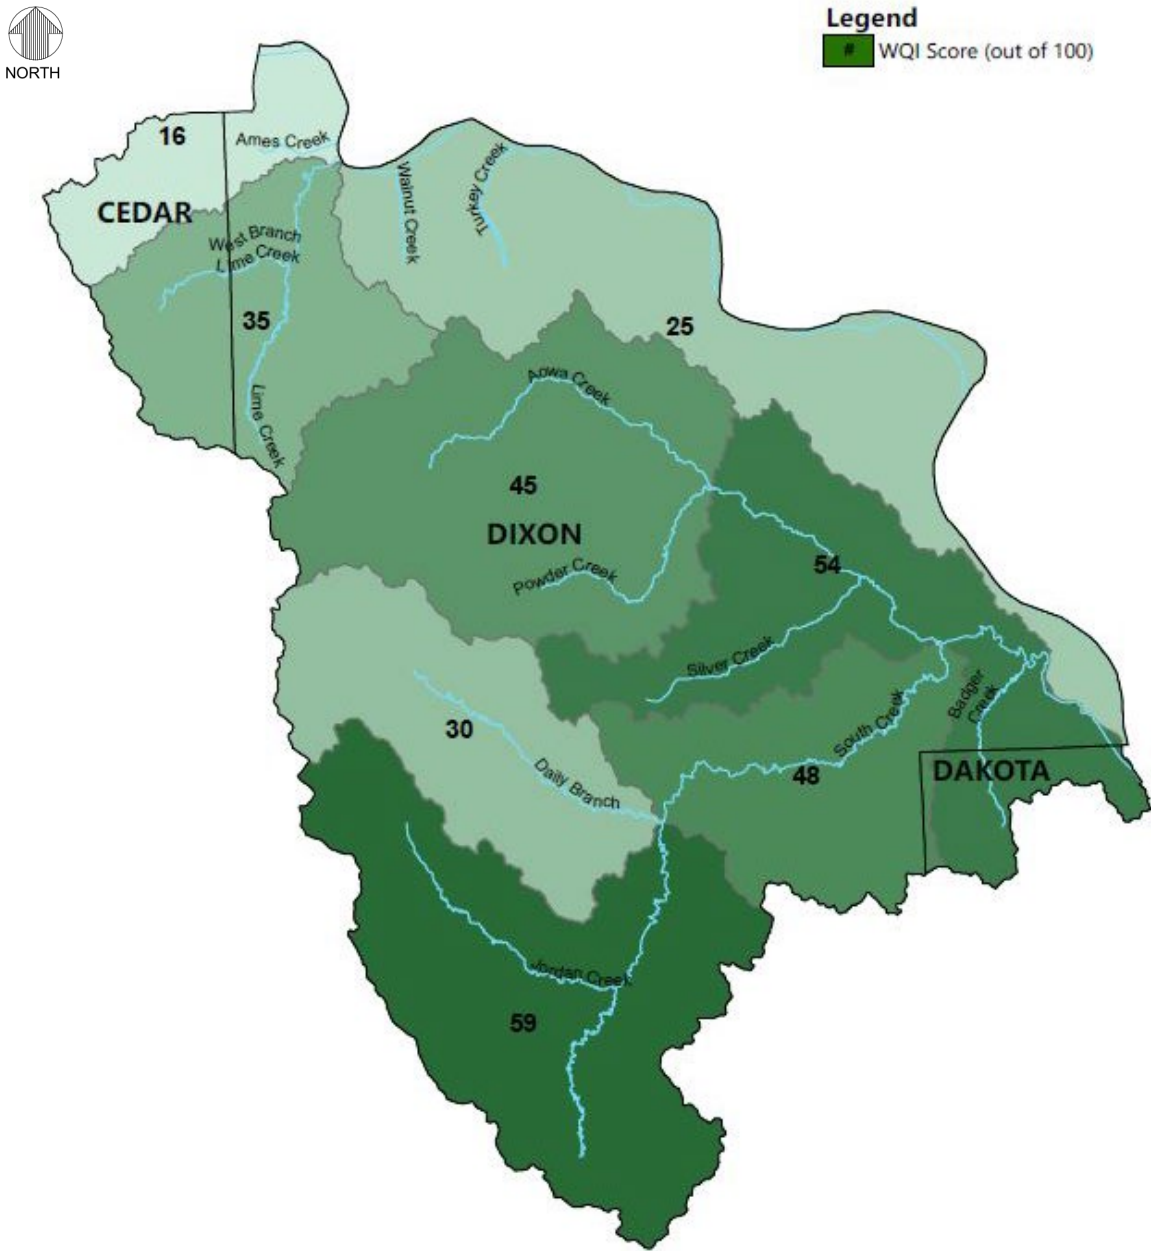 Legend
# WQI Score (out of 100)
NORTH
16
Ames Creek
CEDAR
Walnut Creek
Turkey Creek
West Branch
Lime Creek
35
25
Lime Creek
Aowa Creek
45
DIXON
Powder Creek
54
Silver Creek
Badger
Creek
South Creek
30
Daily Branch
48
DAKOTA
Jordan Creek
59